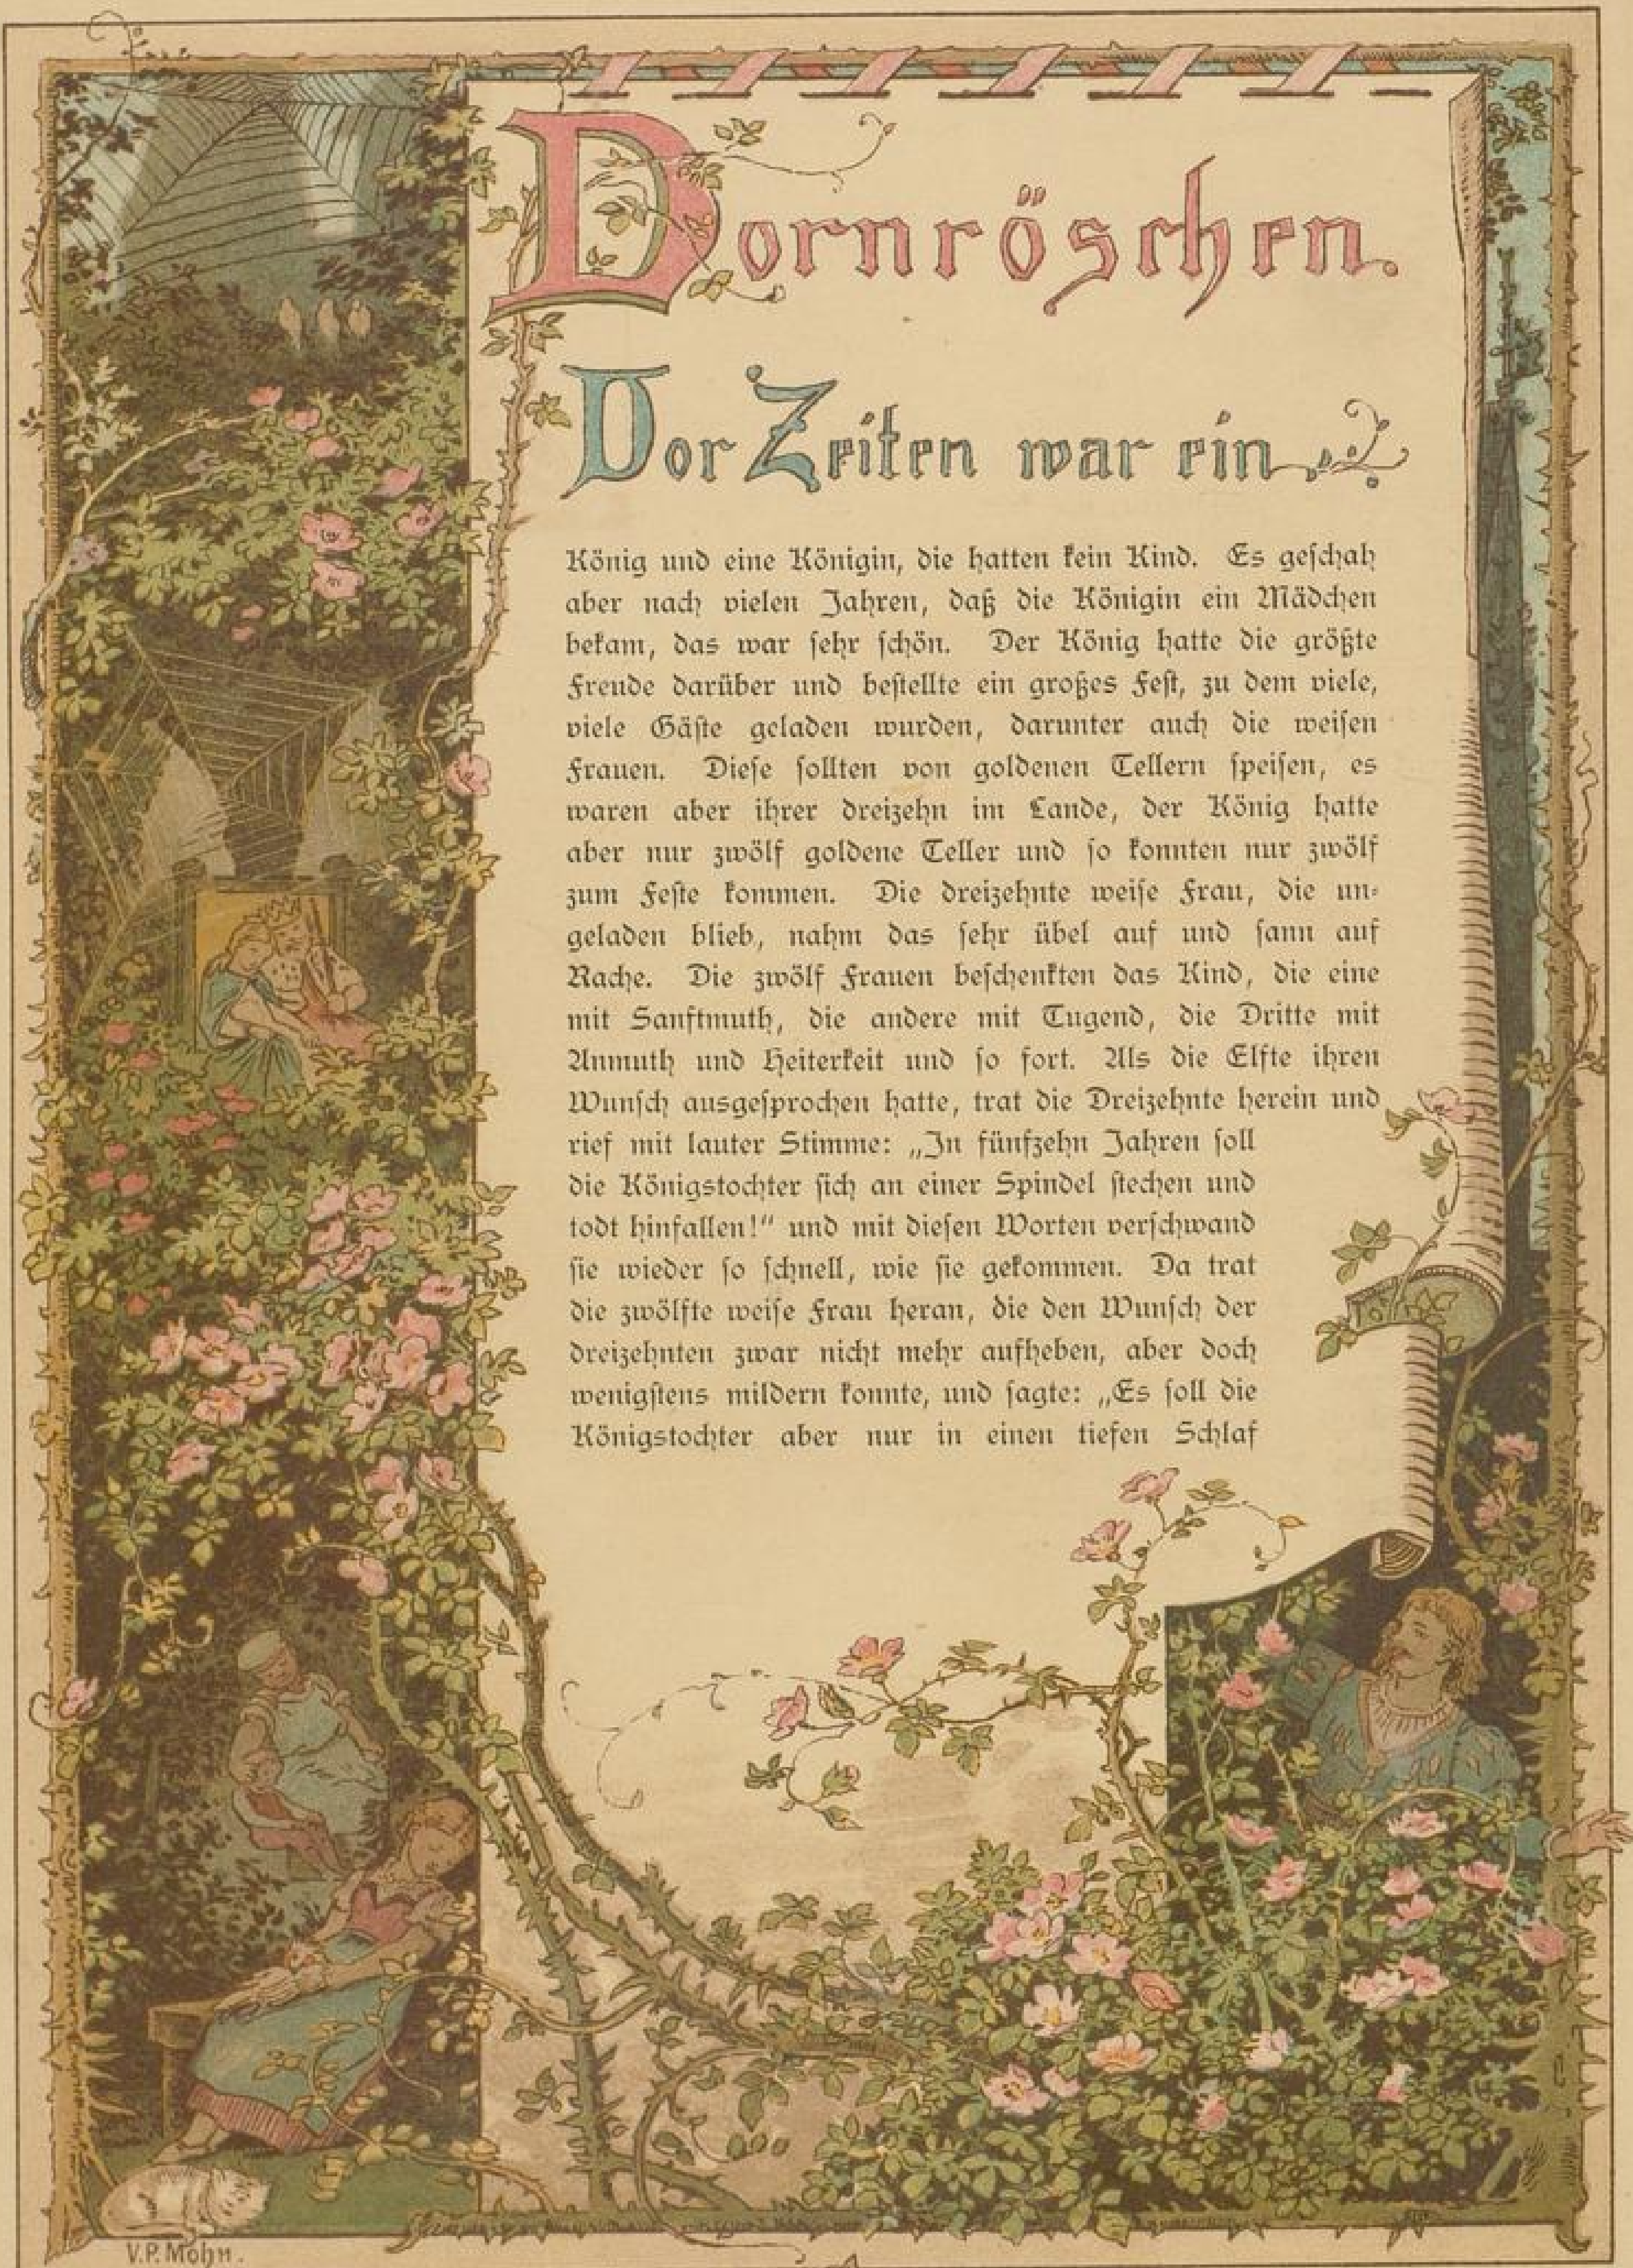 Dornröschen.
Vor Zeiten war ein
König und eine Königin, die hatten kein Kind. Es geschah
aber nach vielen Jahren, daß die Königin ein Mädchen
bekam, das war sehr schön. Der König hatte die größte
Freude darüber und bestellte ein großes Fest, zu dem viele,
viele Gäste geladen wurden, darunter auch die weisen
Frauen. Diese sollten von goldenen Tellern speisen, es
waren aber ihrer dreizehn im Lande, der König hatte
aber nur zwölf goldene Teller und so konnten nur zwölf
zum Feste kommen. Die dreizehnte weise Frau, die un-
geladen blieb, nahm das sehr übel auf und sann auf
Rache. Die zwölf Frauen beschenkten das Kind, die eine
mit Sanftmuth, die andere mit Tugend, die Dritte mit
Anmuth und Heiterkeit und so fort. Als die Elfte ihren
Wunsch ausgesprochen hatte, trat die Dreizehnte herein und
rief mit lauter Stimme: „In fünfzehn Jahren soll
die Königstochter sich an einer Spindel stechen und
todt hinfallen!“ und mit diesen Worten verschwand
sie wieder so schnell, wie sie gekommen. Da trat
die zwölfte weise Frau heran, die den Wunsch der
dreizehnten zwar nicht mehr aufheben, aber doch
wenigstens mildern konnte, und sagte: „Es soll die
Königstochter aber nur in einen tiefen Schlaf
V.P. Mohn.